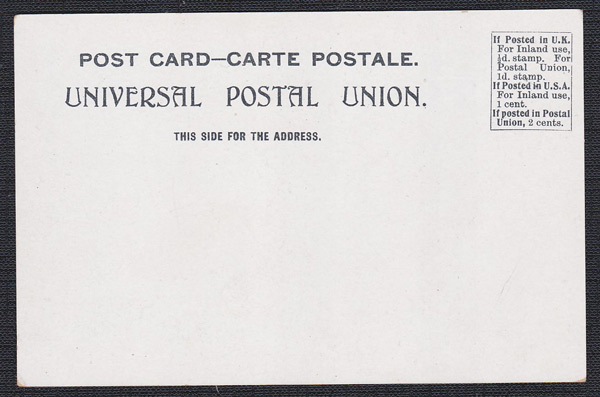 POST CARD—CARTE POSTALE.
UNIVERSAL POSTAL UNION.
THIS SIDE FOR THE ADDRESS.
If Posted in U.K.
For Inland use,
½d. stamp. For
Postal Union,
1d. stamp.
If Posted in U.S.A.
For Inland use,
1 cent.
If posted in Postal
Union, 2 cents.